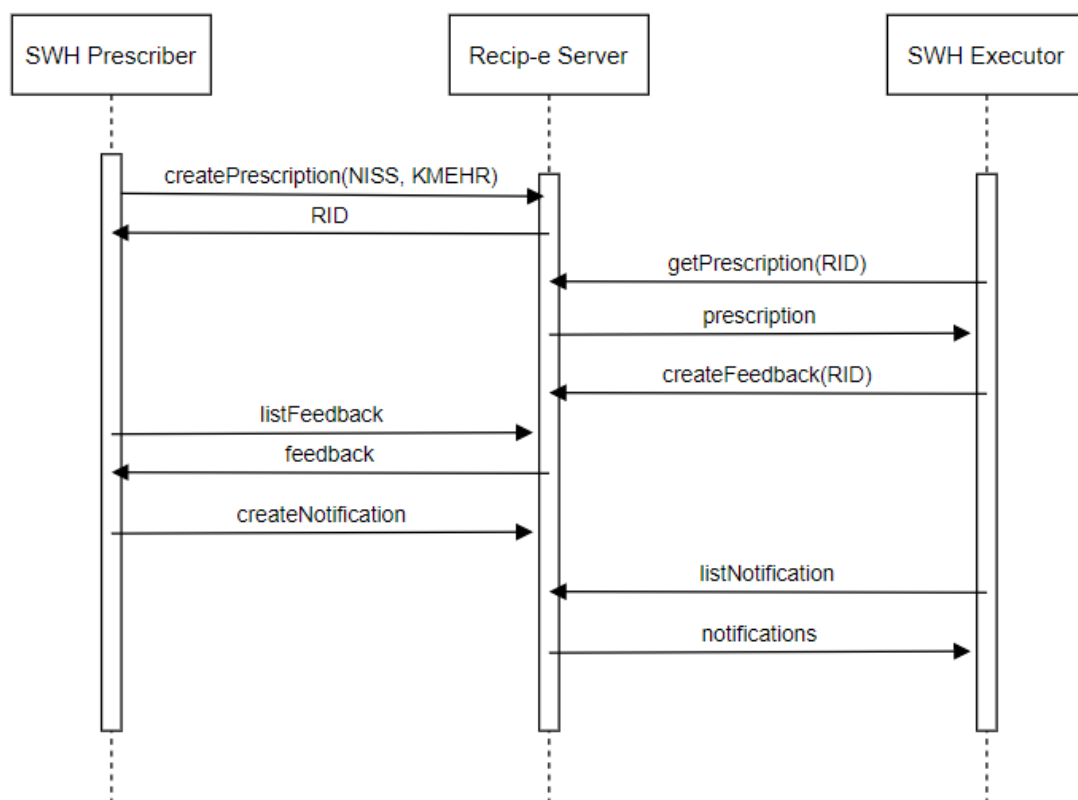 SWH Prescriber
Recip-e Server
SWH Executor
createPrescription(NISS, KMEHR)
RID
getPrescription(RID)
prescription
createFeedback(RID)
listFeedback
feedback
createNotification
listNotification
notifications